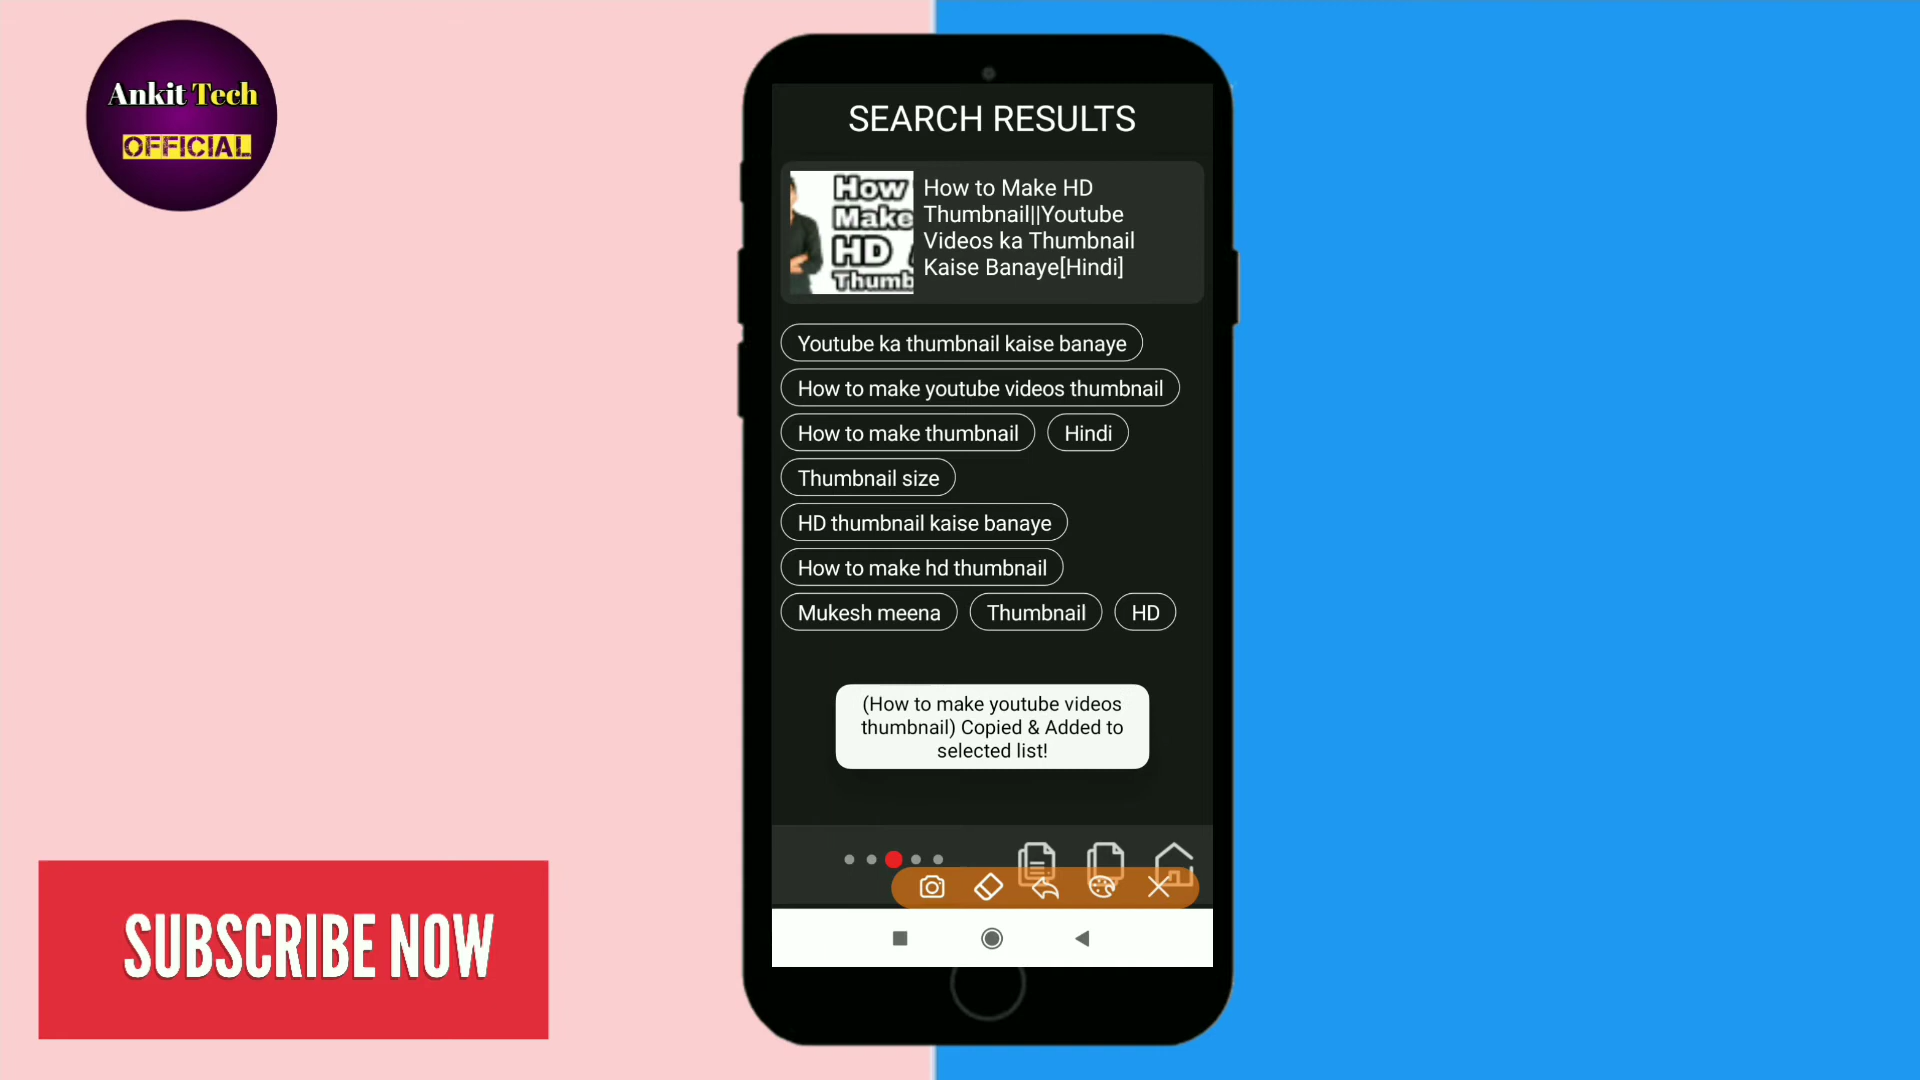 Ankit Tech
OFFICIAL
SEARCH RESULTS
How
Make
HD
Thumb
How to Make HD
Thumbnail||Youtube
Videos ka Thumbnail
Kaise Banaye[Hindi]
Youtube ka thumbnail kaise banaye
How to make youtube videos thumbnail
How to make thumbnail Hindi
Thumbnail size
HD thumbnail kaise banaye
How to make hd thumbnail
Mukesh meena Thumbnail HD
(How to make youtube videos
thumbnail) Copied & Added to
selected list!
SUBSCRIBE NOW